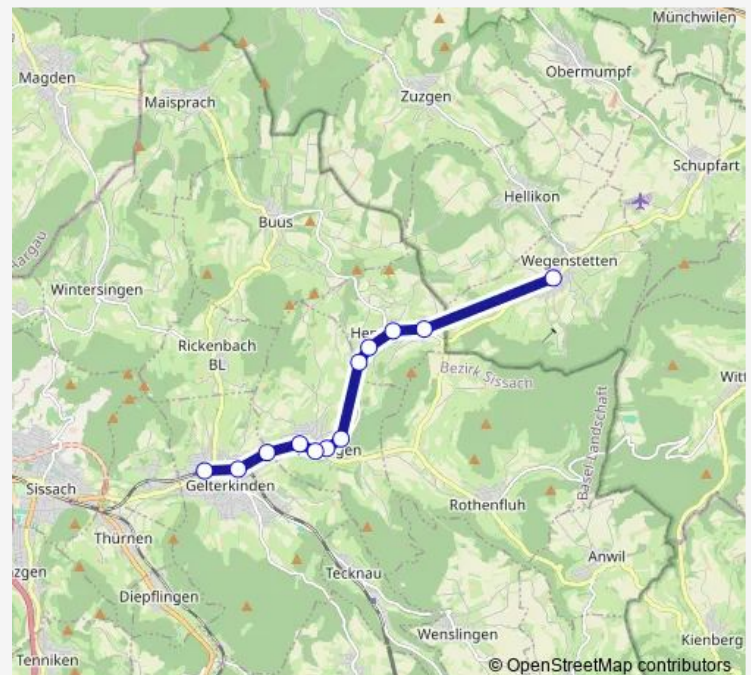 Münchwilen
Magden
Obermumpf
Maisprach
Zuzgen
Schupfart
Hellikon
Buus
Aargau
Wegenstetten
Wintersingen
Rickenbach
BL
Bezirk Sissach
Basel Landschaft
Gelterkinden
Sissach
Rothenfluh
Thürnen
Anwil
Tecknau
Diepflingen
Wenslingen
Kienberg
Tenniken
© OpenStreetMap contributors